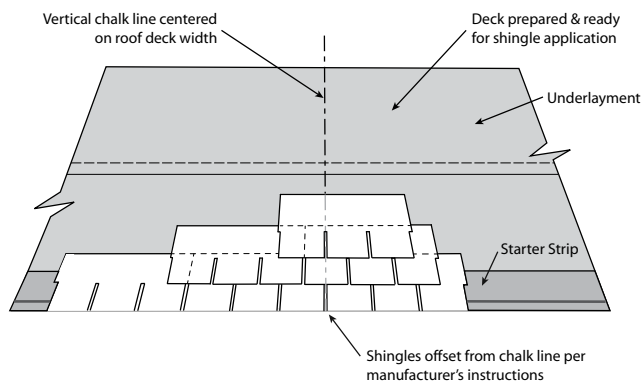 Vertical chalk line centered
on roof deck width
Deck prepared & ready
for shingle application
Underlayment
Starter Strip
Shingles offset from chalk line per
manufacturer's instructions